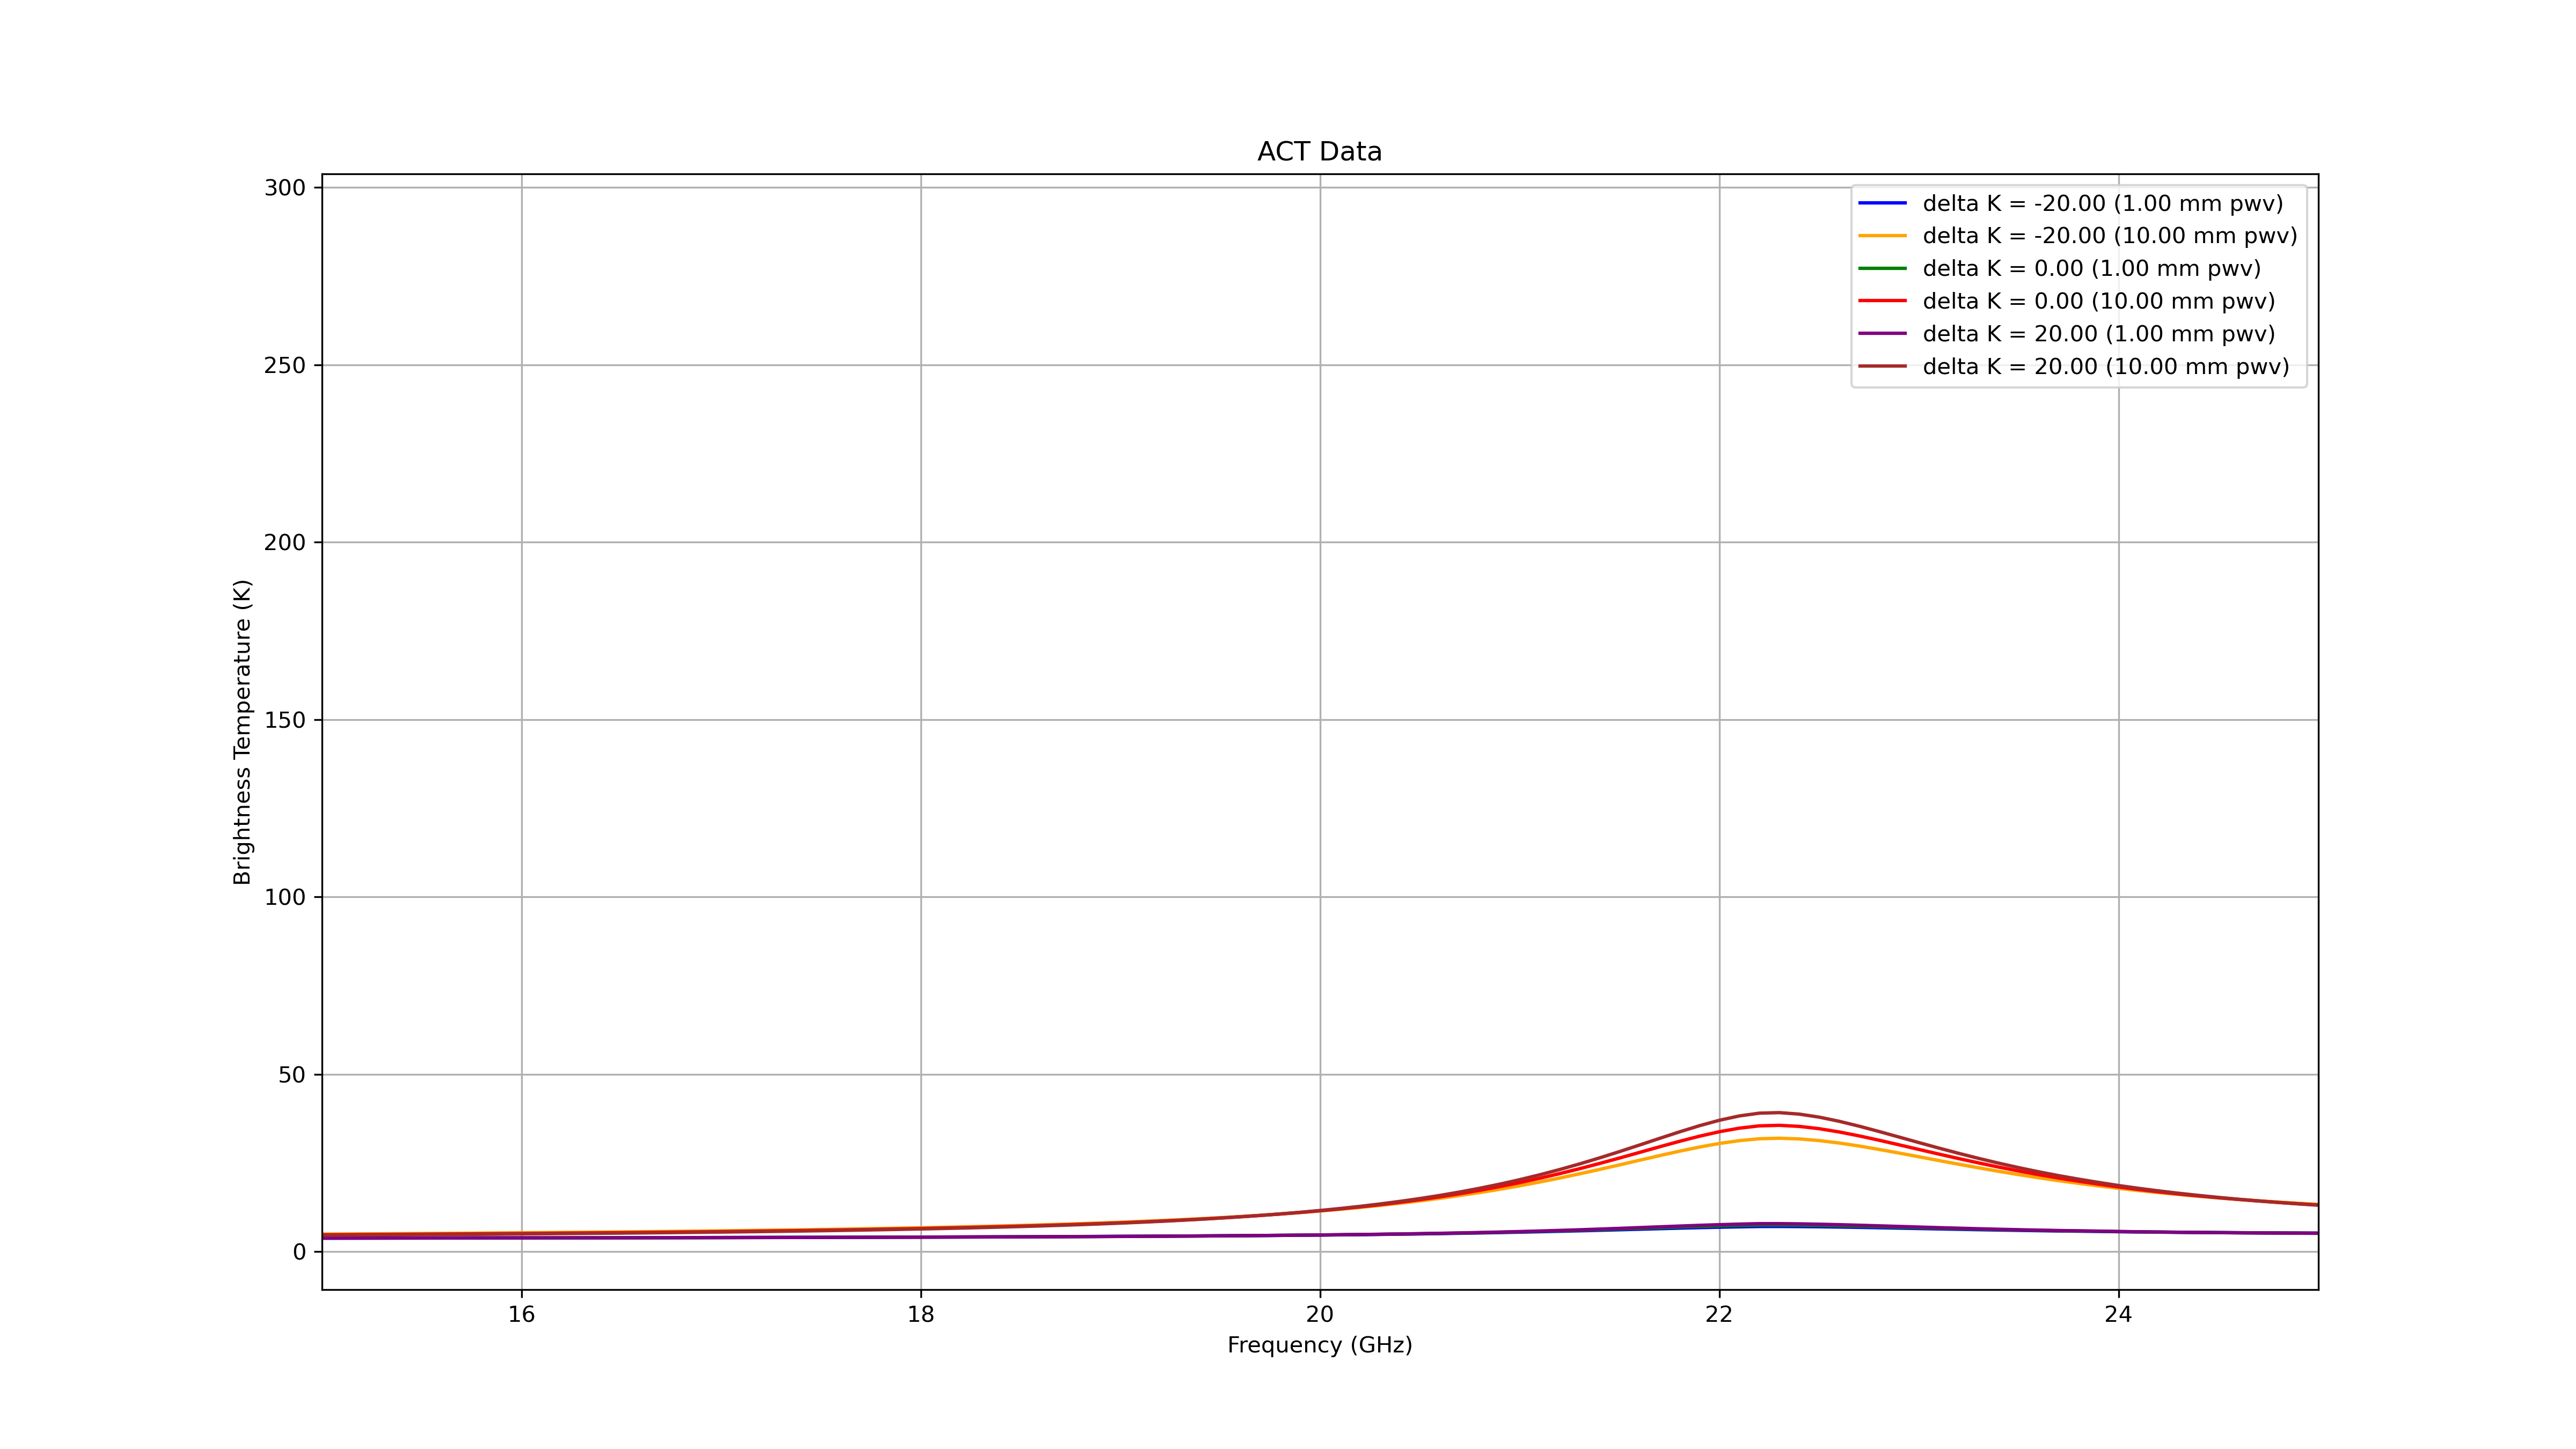 ACT Data
300
250
200
150
100
50
0
Brightness Temperature (K)
delta K = -20.00 (1.00 mm pwv)
delta K = -20.00 (10.00 mm pwv)
delta K = 0.00 (1.00 mm pwv)
delta K = 0.00 (10.00 mm pwv)
delta K = 20.00 (1.00 mm pwv)
delta K = 20.00 (10.00 mm pwv)
16 18 20 22 24
Frequency (GHz)